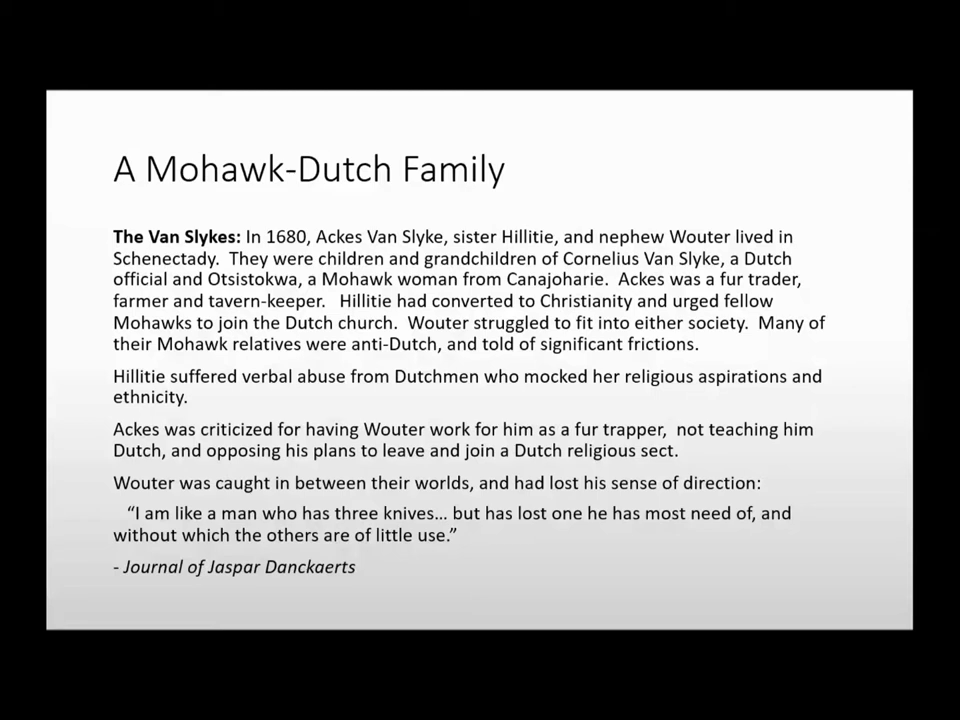 A Mohawk-Dutch Family
The Van Slykes: In 1680, Ackes Van Slyke, sister Hillitie, and nephew Wouter lived in
Schenectady.  They were children and grandchildren of Cornelius Van Slyke, a Dutch
official and Otsistokwa, a Mohawk woman from Canajoharie.  Ackes was a fur trader,
farmer and tavern-keeper.   Hillitie had converted to Christianity and urged fellow
Mohawks to join the Dutch church.  Wouter struggled to fit into either society.  Many of
their Mohawk relatives were anti-Dutch, and told of significant frictions.
Hillitie suffered verbal abuse from Dutchmen who mocked her religious aspirations and
ethnicity.
Ackes was criticized for having Wouter work for him as a fur trapper,  not teaching him
Dutch, and opposing his plans to leave and join a Dutch religious sect.
Wouter was caught in between their worlds, and had lost his sense of direction:
“I am like a man who has three knives… but has lost one he has most need of, and
without which the others are of little use.”
- Journal of Jaspar Danckaerts